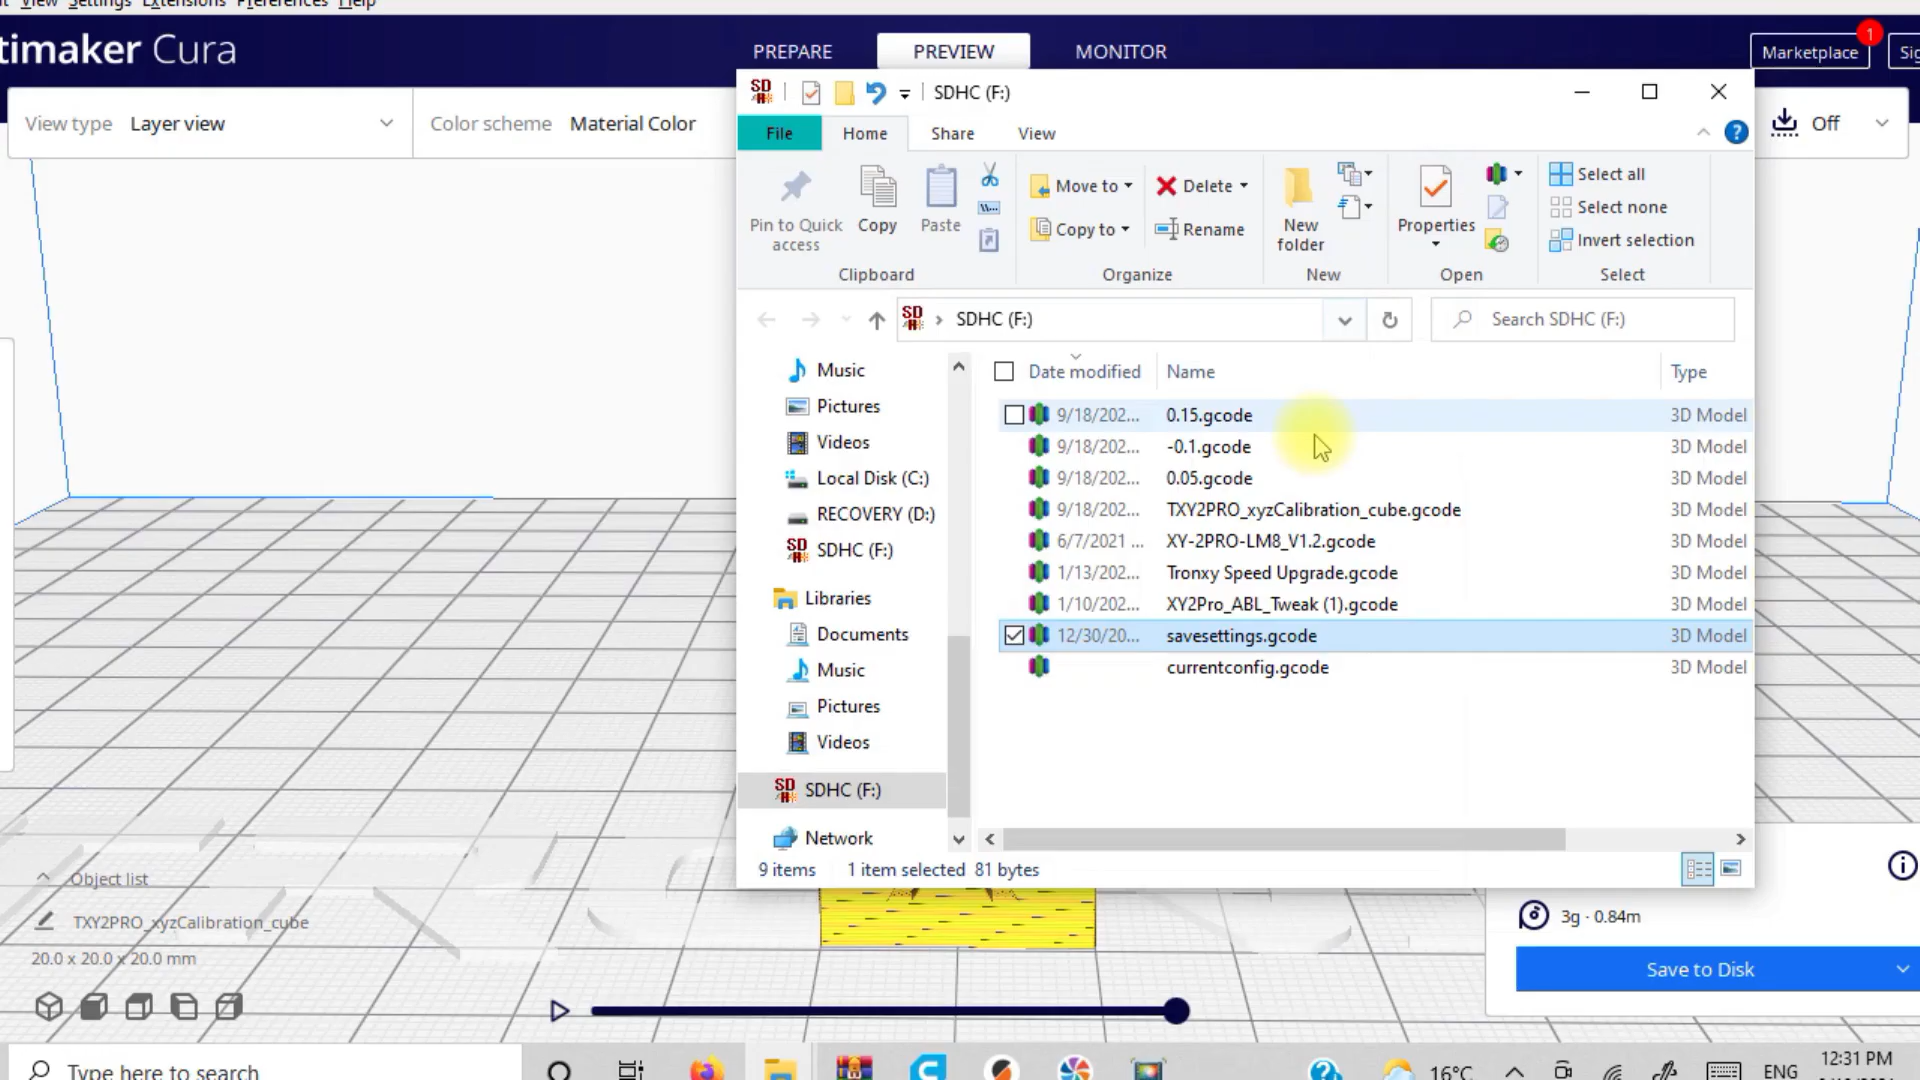 View Settings Extensions Preferences Help
timaker Cura
PREPARE PREVIEW MONITOR
Marketplace 1 Sig
View type Layer view
Color scheme Material Color
Off
SDHC (F:)
File Home Share View
Pin to Quick access
Copy
Paste
Clipboard
Move to
Copy to
Delete
Rename
Organize
New folder
New
Properties
Open
Select all
Select none
Invert selection
Select
SDHC (F:)
Search SDHC (F:)
Music
Pictures
Videos
Local Disk (C:)
RECOVERY (D:)
SDHC (F:)
Libraries
Documents
Music
Pictures
Videos
SDHC (F:)
Network
Date modified Name Type
9/18/202... 0.15.gcode 3D Model
9/18/202... -0.1.gcode 3D Model
9/18/202... 0.05.gcode 3D Model
9/18/202... TXY2PRO_xyzCalibration_cube.gcode 3D Model
6/7/2021 ... XY-2PRO-LM8_V1.2.gcode 3D Model
1/13/202... Tronxy Speed Upgrade.gcode 3D Model
1/10/202... XY2Pro_ABL_Tweak (1).gcode 3D Model
12/30/20... savesettings.gcode 3D Model
currentconfig.gcode 3D Model
9 items 1 item selected 81 bytes
Object list
TXY2PRO_xyzCalibration_cube
20.0 x 20.0 x 20.0 mm
3g · 0.84m
Save to Disk
Type here to search
16°C
ENG
12:31 PM